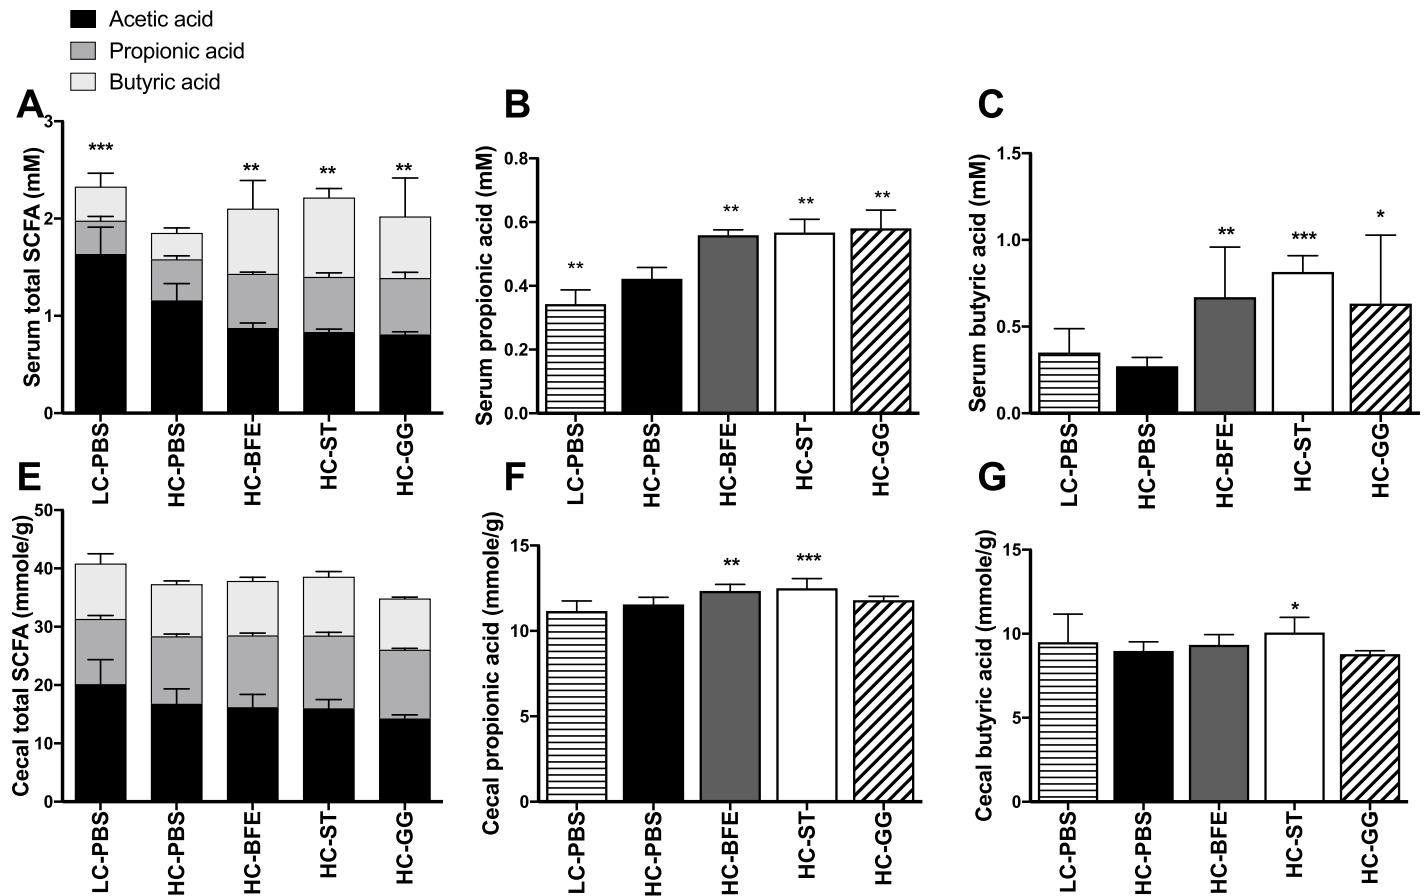 Acetic acid
Propionic acid
Butyric acid
A
Serum total SCFA (mM)
3
2
1
0
***
**
**
**
LC-PBS
HC-PBS
HC-BFE
HC-ST
HC-GG
B
Serum propionic acid (mM)
0.8
0.6
0.4
0.2
0.0
**
**
**
**
LC-PBS
HC-PBS
HC-BFE
HC-ST
HC-GG
C
Serum butyric acid (mM)
1.5
1.0
0.5
0.0
**
***
*
LC-PBS
HC-PBS
HC-BFE
HC-ST
HC-GG
E
Cecal total SCFA (mmole/g)
50
40
30
20
10
0
LC-PBS
HC-PBS
HC-BFE
HC-ST
HC-GG
F
Cecal propionic acid (mmole/g)
15
10
5
0
**
***
LC-PBS
HC-PBS
HC-BFE
HC-ST
HC-GG
G
Cecal butyric acid (mmole/g)
15
10
5
0
*
LC-PBS
HC-PBS
HC-BFE
HC-ST
HC-GG